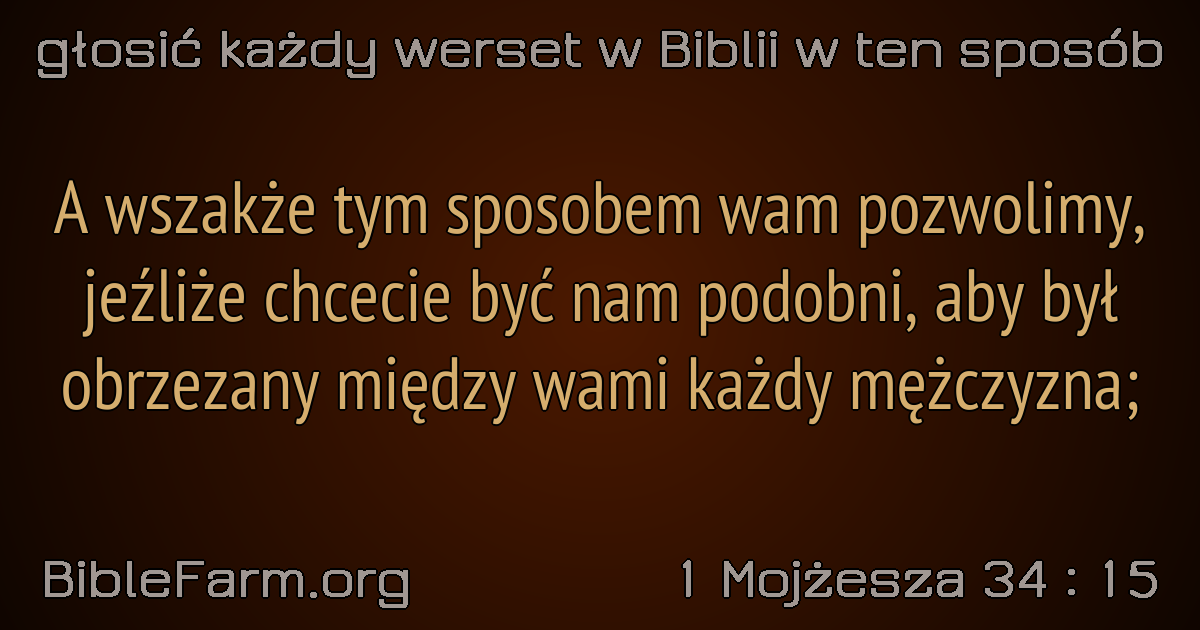 głosić każdy werset w Biblii w ten sposób
A wszakże tym sposobem wam pozwolimy,
jeźliże chcecie być nam podobni, aby był
obrzezany między wami każdy mężczyzna;
BibleFarm.org
1 Mojżesza 34 : 15